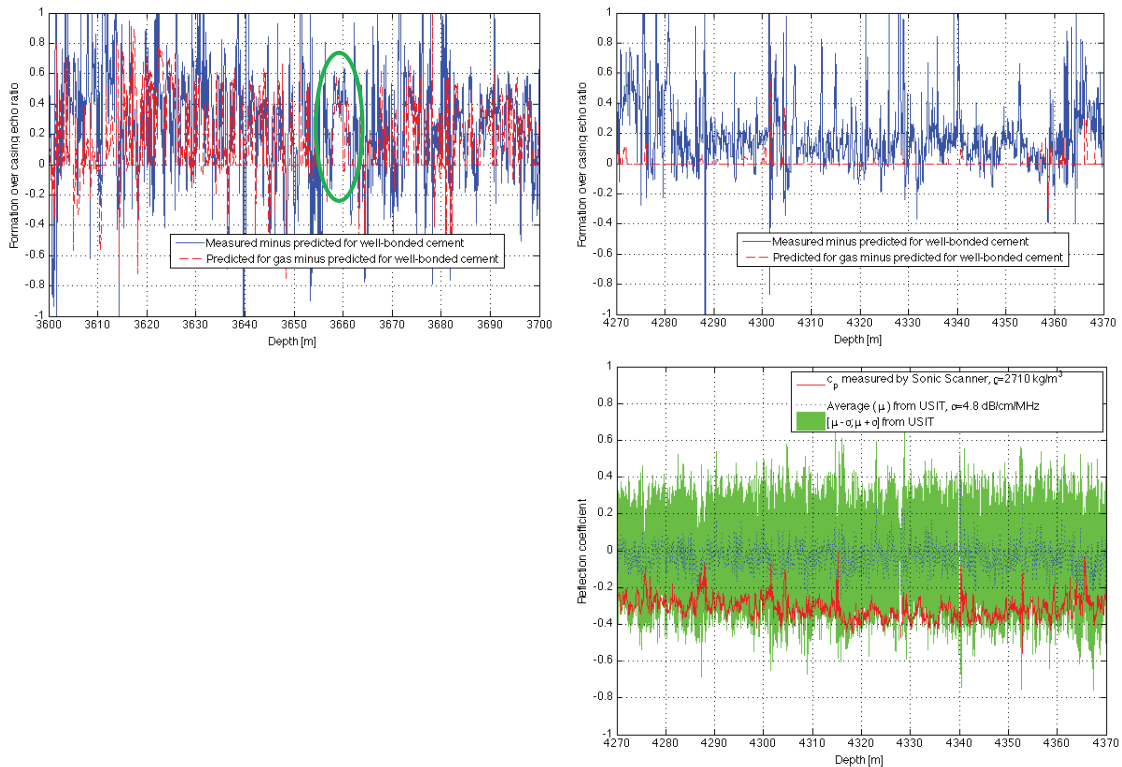 Formation over casing echo ratio
1
0.8
0.6
0.4
0.2
0
-0.2
-0.4
-0.6
-0.8
-1
Measured minus predicted for well-bonded cement
Predicted for gas minus predicted for well-bonded cement
3600 3610 3620 3630 3640 3650 3660 3670 3680 3690 3700
Depth [m]
Formation over casing echo ratio
1
0.8
0.6
0.4
0.2
0
-0.2
-0.4
-0.6
-0.8
-1
Measured minus predicted for well-bonded cement
Predicted for gas minus predicted for well-bonded cement
4270 4280 4290 4300 4310 4320 4330 4340 4350 4360 4370
Depth [m]
Reflection coefficient
1
0.8
0.6
0.4
0.2
0
-0.2
-0.4
-0.6
-0.8
-1
c_p measured by Sonic Scanner, ς=2710 kg/m³
Average (μ) from USIT, α=4.8 dB/cm/MHz
[μ-σ;μ+σ] from USIT
4270 4280 4290 4300 4310 4320 4330 4340 4350 4360 4370
Depth [m]